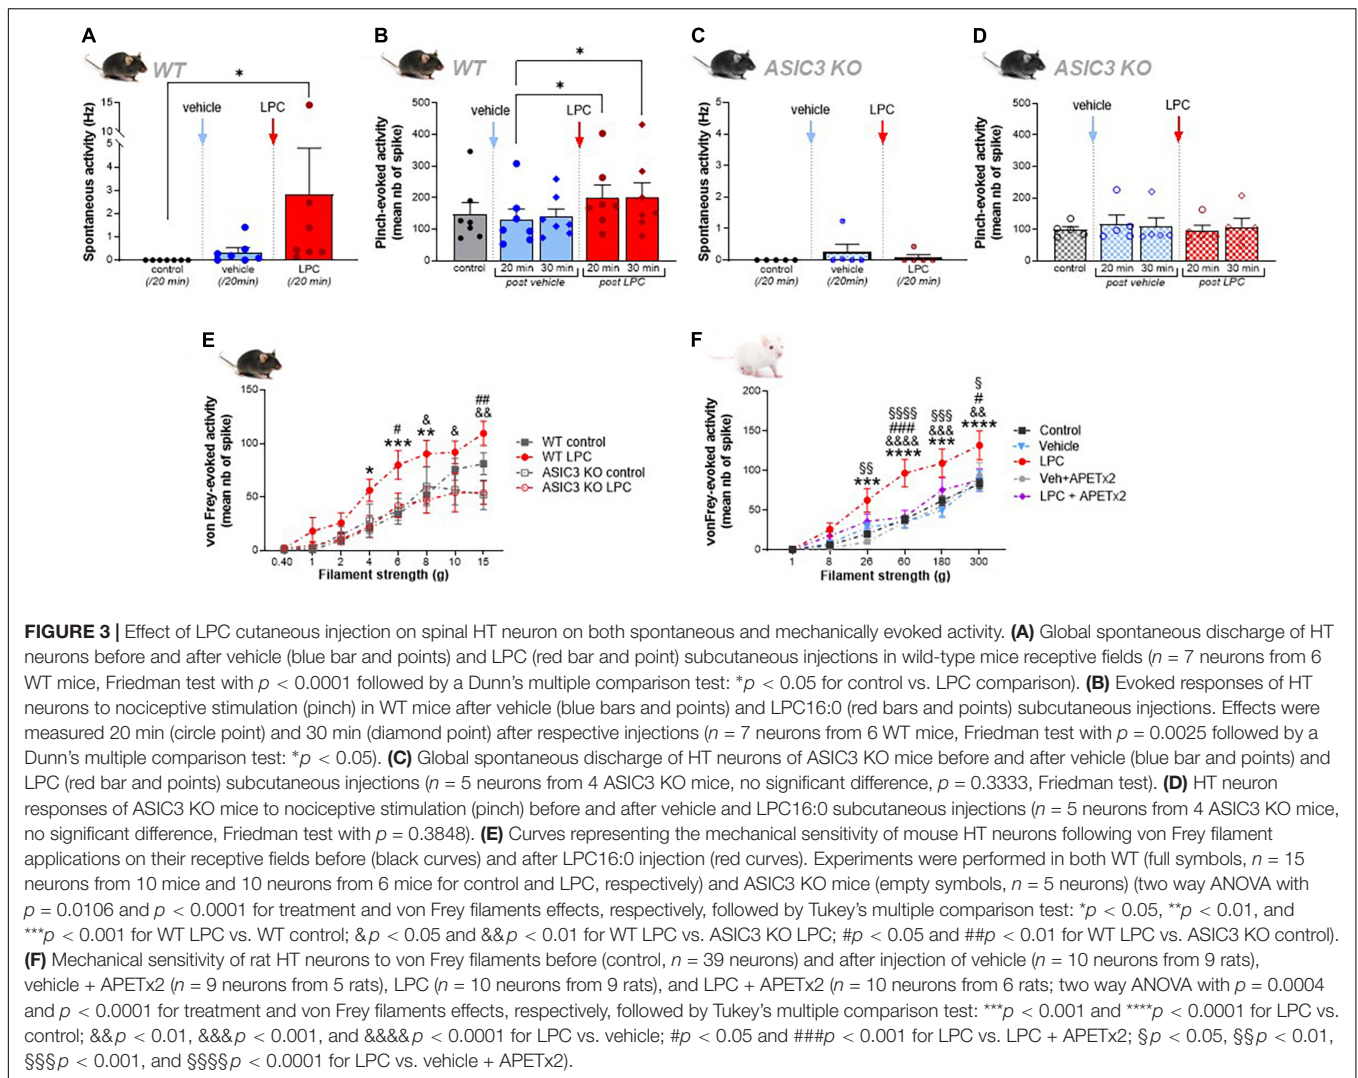 A
B
C
D
WT
WT
ASIC3 KO
ASIC3 KO
*
*
*
vehicle
LPC
vehicle
LPC
vehicle
LPC
vehicle
LPC
Spontaneous activity (Hz)
15
10
5
4
3
2
1
0
control
(/20 min)
vehicle
(/20min)
LPC
(/20 min)
Pinch-evoked activity
(mean nb of spike)
500
400
300
200
100
0
control
20 min
30 min
20 min
30 min
post vehicle
post LPC
Spontaneous activity (Hz)
5
4
3
2
1
0
control
(/20 min)
vehicle
(/20min)
LPC
(/20 min)
Pinch-evoked activity
(mean nb of spike)
500
400
300
200
100
0
control
20 min
30 min
20 min
30 min
post vehicle
post LPC
E
von Frey-evoked activity
(mean nb of spike)
150
100
50
0
*
#
***
&
**
&
##
&&
0.40
1
2
4
6
8
10
15
Filament strength (g)
WT control
WT LPC
ASIC3 KO control
ASIC3 KO LPC
F
vonFrey-evoked activity
(mean nb of spike)
200
150
100
50
0
§§
***
§§§§
###
&&&&
****
§§§
&&&
***
§
#
&&
****
1
8
26
60
180
300
Filament strength (g)
Control
Vehicle
LPC
Veh+APETx2
LPC + APETx2
FIGURE 3 | Effect of LPC cutaneous injection on spinal HT neuron on both spontaneous and mechanically evoked activity. (A) Global spontaneous discharge of HT
neurons before and after vehicle (blue bar and points) and LPC (red bar and point) subcutaneous injections in wild-type mice receptive fields (n = 7 neurons from 6
WT mice, Friedman test with p < 0.0001 followed by a Dunn's multiple comparison test: *p < 0.05 for control vs. LPC comparison). (B) Evoked responses of HT
neurons to nociceptive stimulation (pinch) in WT mice after vehicle (blue bars and points) and LPC16:0 (red bars and points) subcutaneous injections. Effects were
measured 20 min (circle point) and 30 min (diamond point) after respective injections (n = 7 neurons from 6 WT mice, Friedman test with p = 0.0025 followed by a
Dunn's multiple comparison test: *p < 0.05). (C) Global spontaneous discharge of HT neurons of ASIC3 KO mice before and after vehicle (blue bar and points) and
LPC (red bar and points) subcutaneous injections (n = 5 neurons from 4 ASIC3 KO mice, no significant difference, p = 0.3333, Friedman test). (D) HT neuron
responses of ASIC3 KO mice to nociceptive stimulation (pinch) before and after vehicle and LPC16:0 subcutaneous injections (n = 5 neurons from 4 ASIC3 KO mice,
no significant difference, Friedman test with p = 0.3848). (E) Curves representing the mechanical sensitivity of mouse HT neurons following von Frey filament
applications on their receptive fields before (black curves) and after LPC16:0 injection (red curves). Experiments were performed in both WT (full symbols, n = 15
neurons from 10 mice and 10 neurons from 6 mice for control and LPC, respectively) and ASIC3 KO mice (empty symbols, n = 5 neurons) (two way ANOVA with
p = 0.0106 and p < 0.0001 for treatment and von Frey filaments effects, respectively, followed by Tukey's multiple comparison test: *p < 0.05, **p < 0.01, and
***p < 0.001 for WT LPC vs. WT control; &p < 0.05 and &&p < 0.01 for WT LPC vs. ASIC3 KO LPC; #p < 0.05 and ##p < 0.01 for WT LPC vs. ASIC3 KO control).
(F) Mechanical sensitivity of rat HT neurons to von Frey filaments before (control, n = 39 neurons) and after injection of vehicle (n = 10 neurons from 9 rats),
vehicle + APETx2 (n = 9 neurons from 5 rats), LPC (n = 10 neurons from 9 rats), and LPC + APETx2 (n = 10 neurons from 6 rats; two way ANOVA with p = 0.0004
and p < 0.0001 for treatment and von Frey filaments effects, respectively, followed by Tukey's multiple comparison test: ***p < 0.001 and ****p < 0.0001 for LPC vs.
control; &&p < 0.01, &&&p < 0.001, and &&&&p < 0.0001 for LPC vs. vehicle; #p < 0.05 and ###p < 0.001 for LPC vs. LPC + APETx2; §p < 0.05, §§p < 0.01,
§§§p < 0.001, and §§§§p < 0.0001 for LPC vs. vehicle + APETx2).